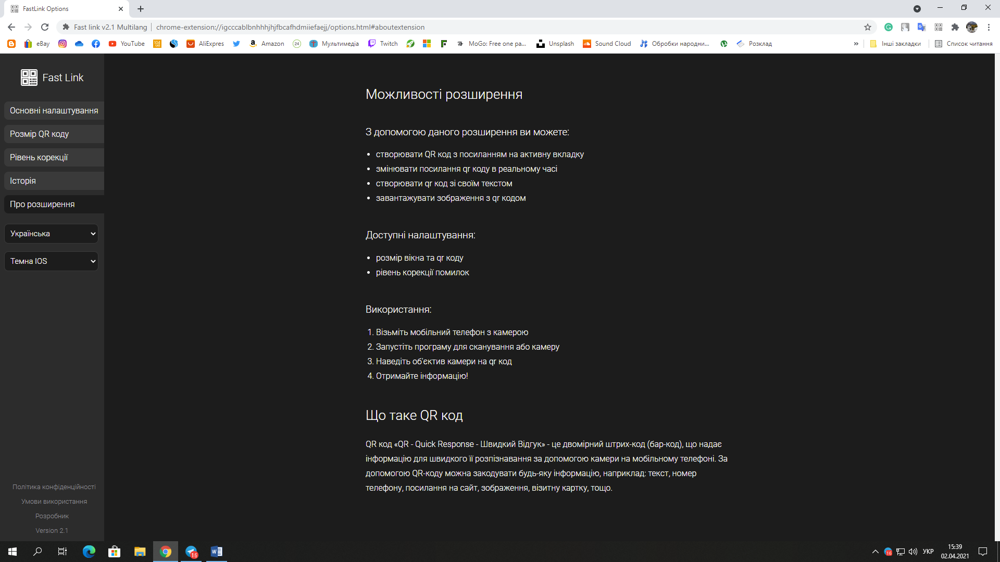 FastLink Options
Fast link v2.1 Multilang
chrome-extension://igcccablbnhhhjhjfbcafhdmiiefaejj/options.html#aboutextension
eBay
YouTube
AliExpres
Amazon
24
Мультимедіа
Twitch
MoGo: Free one pa...
Unsplash
Sound Cloud
Обробки народни...
Розклад
Інші закладки
Список читання
Fast Link
Основні налаштування
Розмір QR коду
Рівень корекції
Історія
Про розширення
Українська
Темна IOS
Політика конфіденційності
Умови використання
Розробник
Version 2.1
Можливості розширення
З допомогою даного розширення ви можете:
• створювати QR код з посиланням на активну вкладку
• змінювати посилання qr коду в реальному часі
• створювати qr код зі своїм текстом
• завантажувати зображення з qr кодом
Доступні налаштування:
• розмір вікна та qr коду
• рівень корекції помилок
Використання:
1. Візьміть мобільний телефон з камерою
2. Запустіть програму для сканування або камеру
3. Наведіть об'єктив камери на qr код
4. Отримайте інформацію!
Що таке QR код
QR код «QR - Quick Response - Швидкий Відгук» - це двомірний штрих-код (бар-код), що надає
інформацію для швидкого її розпізнавання за допомогою камери на мобільному телефоні. За
допомогою QR-коду можна закодувати будь-яку інформацію, наприклад: текст, номер
телефону, посилання на сайт, зображення, візитну картку, тощо.
16
16
УКР
15:39
02.04.2021